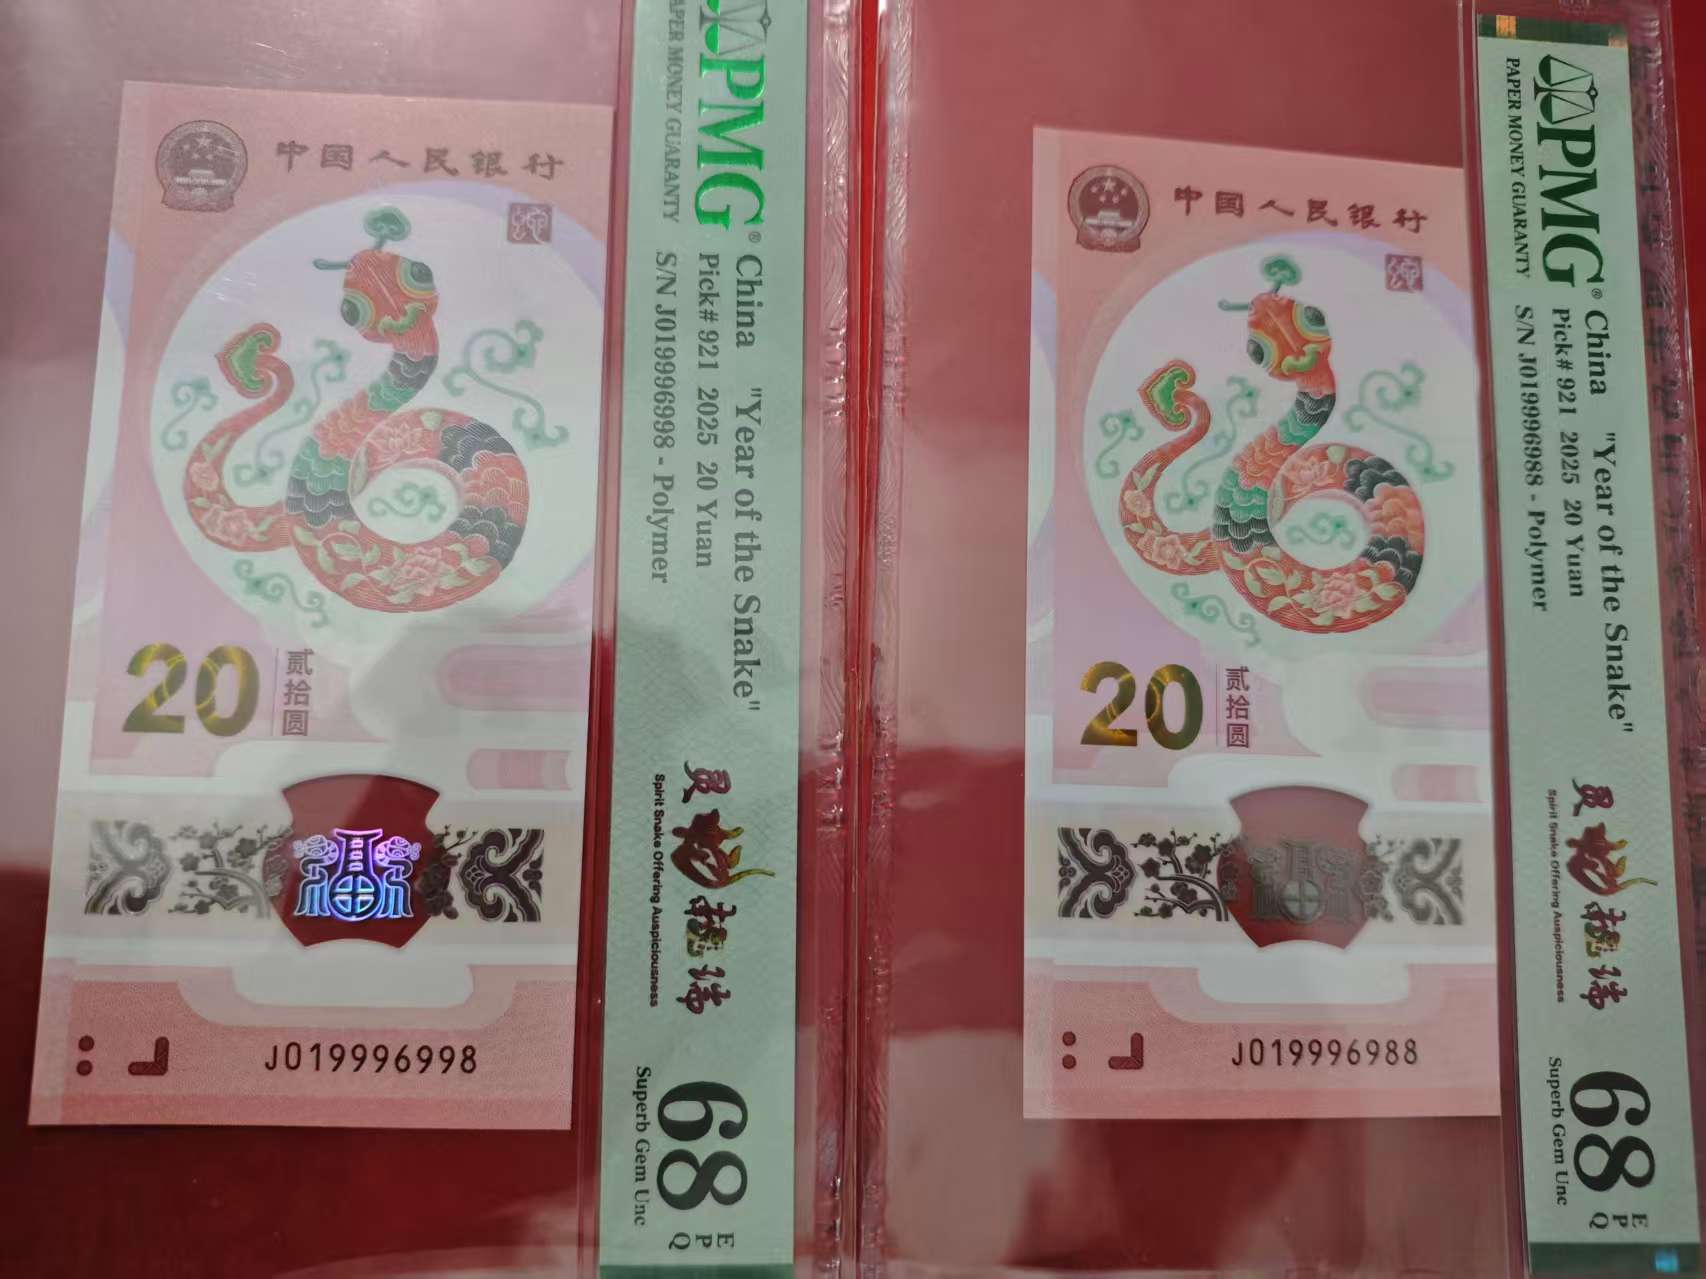 中国人民银行
20
贰拾圆
J019996998
PMG®
PAPER MONEY GUARANTY
China "Year of the Snake"
Pick# 921 2025 20 Yuan
S/N J019996998 - Polymer
灵蛇献瑞
Spirit Snake Offering Auspiciousness
68 EPQ
Superb Gem Unc
中国人民银行
20
贰拾圆
J019996988
PMG®
PAPER MONEY GUARANTY
China "Year of the Snake"
Pick# 921 2025 20 Yuan
S/N J019996988 - Polymer
灵蛇献瑞
Spirit Snake Offering Auspiciousness
68 EPQ
Superb Gem Unc